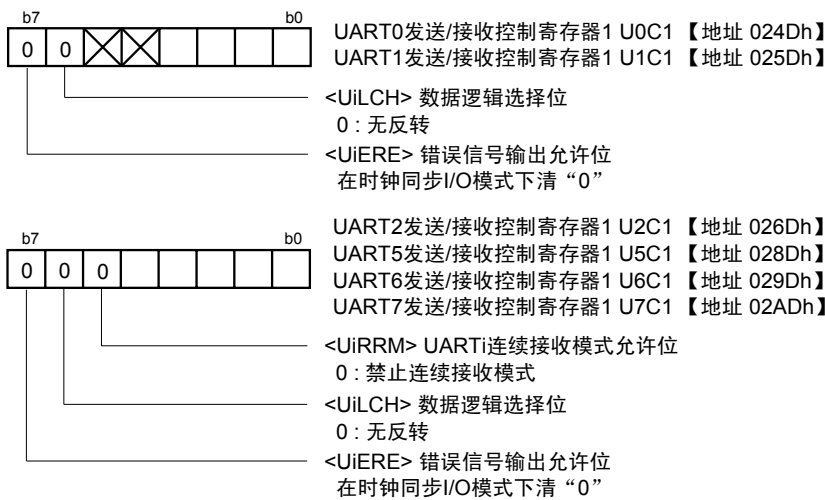 b7 b0
0 0
UART0发送/接收控制寄存器1 U0C1 【地址 024Dh】
UART1发送/接收控制寄存器1 U1C1 【地址 025Dh】
<UiLCH> 数据逻辑选择位
0 : 无反转
<UiERE> 错误信号输出允许位
在时钟同步I/O模式下清“0”
b7 b0
0 0 0
UART2发送/接收控制寄存器1 U2C1 【地址 026Dh】
UART5发送/接收控制寄存器1 U5C1 【地址 028Dh】
UART6发送/接收控制寄存器1 U6C1 【地址 029Dh】
UART7发送/接收控制寄存器1 U7C1 【地址 02ADh】
<UiRRM> UARTi连续接收模式允许位
0 : 禁止连续接收模式
<UiLCH> 数据逻辑选择位
0 : 无反转
<UiERE> 错误信号输出允许位
在时钟同步I/O模式下清“0”